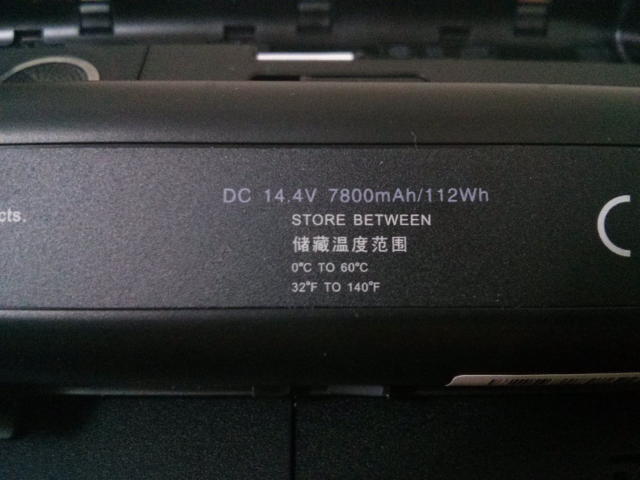 DC 14.4V 7800mAh/112Wh
cts.
STORE BETWEEN
储藏温度范围
0°C TO 60°C
32°F TO 140°F